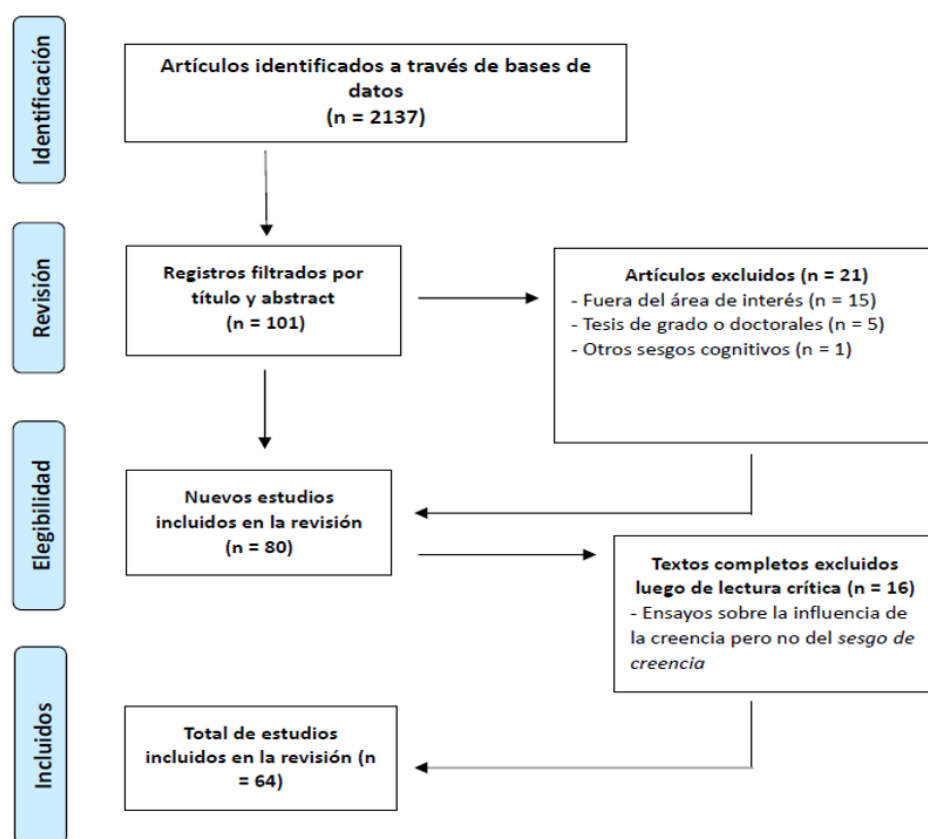 Identificación
Artículos identificados a través de bases de
datos
(n = 2137)
Revisión
Registros filtrados por
título y abstract
(n = 101)
Artículos excluidos (n = 21)
- Fuera del área de interés (n = 15)
- Tesis de grado o doctorales (n = 5)
- Otros sesgos cognitivos (n = 1)
Elegibilidad
Nuevos estudios
incluidos en la revisión
(n = 80)
Textos completos excluidos
luego de lectura crítica (n = 16)
- Ensayos sobre la influencia de
la creencia pero no del sesgo de
creencia
Incluidos
Total de estudios
incluidos en la revisión (n
= 64)